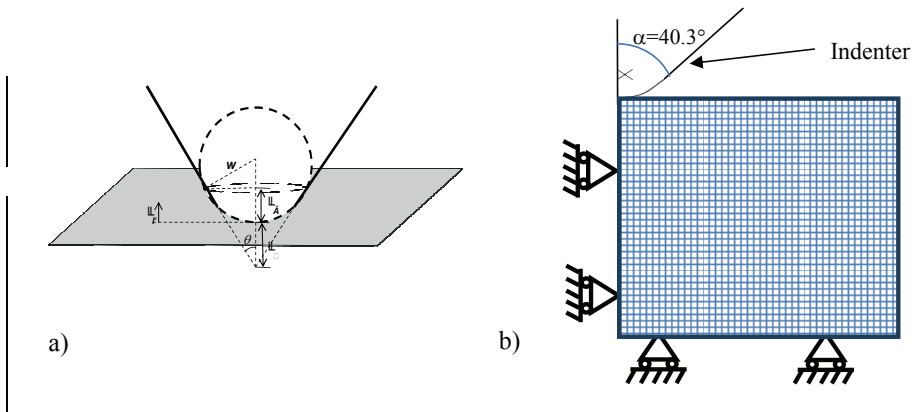 α=40.3°
Indenter
w
θ
a)
b)